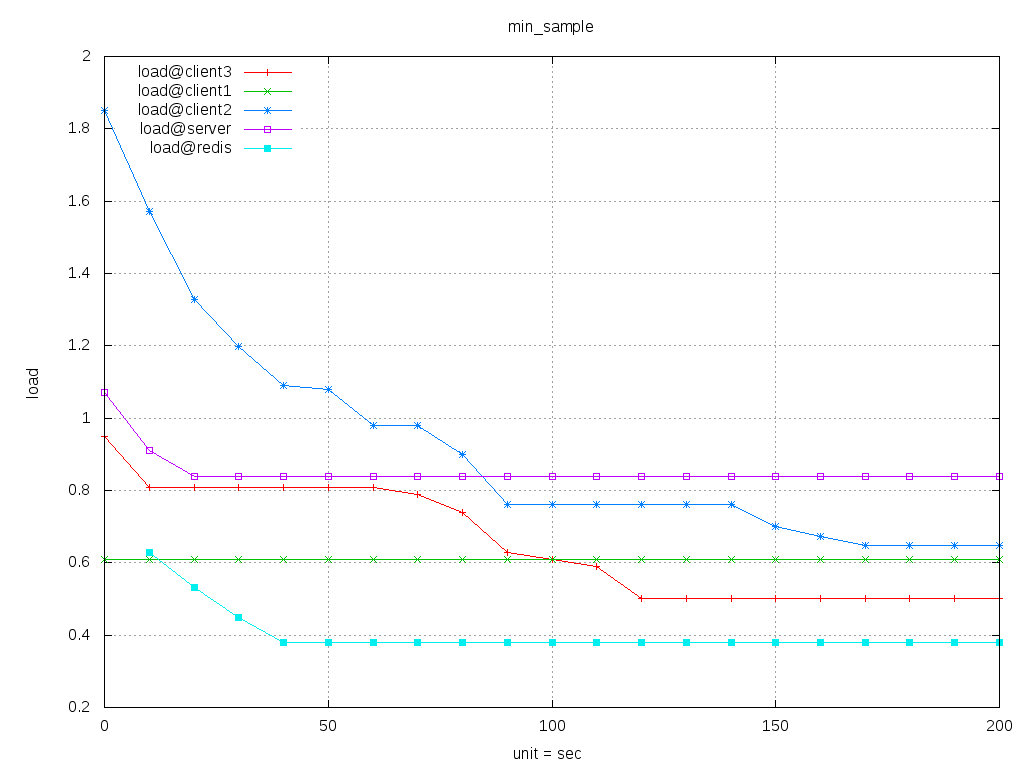 min_sample
load@client3
load@client1
load@client2
load@server
load@redis
2
1.8
1.6
1.4
1.2
1
0.8
0.6
0.4
0.2
load
0 50 100 150 200
unit = sec